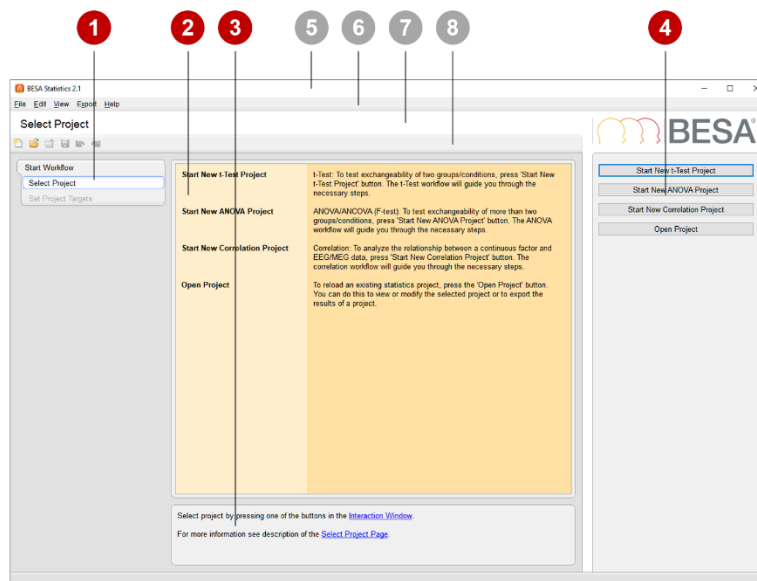 1 2 3 5 6 7 8 4
BESA Statistics 2.1
File Edit View Export Help
Select Project
BESA®
Start Workflow
Select Project
Set Project Targets
Start New t-Test Project
t-Test: To test exchangeability of two groups/conditions, press 'Start New
t-Test Project' button. The t-Test workflow will guide you through the
necessary steps.
Start New ANOVA Project
ANOVA/ANCOVA (F-test): To test exchangeability of more than two
groups/conditions, press 'Start New ANOVA Project' button. The ANOVA
workflow will guide you through the necessary steps.
Start New Correlation Project
Correlation: To analyze the relationship between a continuous factor and
EEG/MEG data, press 'Start New Correlation Project' button. The
correlation workflow will guide you through the necessary steps.
Open Project
To reload an existing statistics project, press the 'Open Project' button.
You can do this to view or modify the selected project or to export the
results of a project.
Start New t-Test Project
Start New ANOVA Project
Start New Correlation Project
Open Project
Select project by pressing one of the buttons in the Interaction Window.
For more information see description of the Select Project Page.